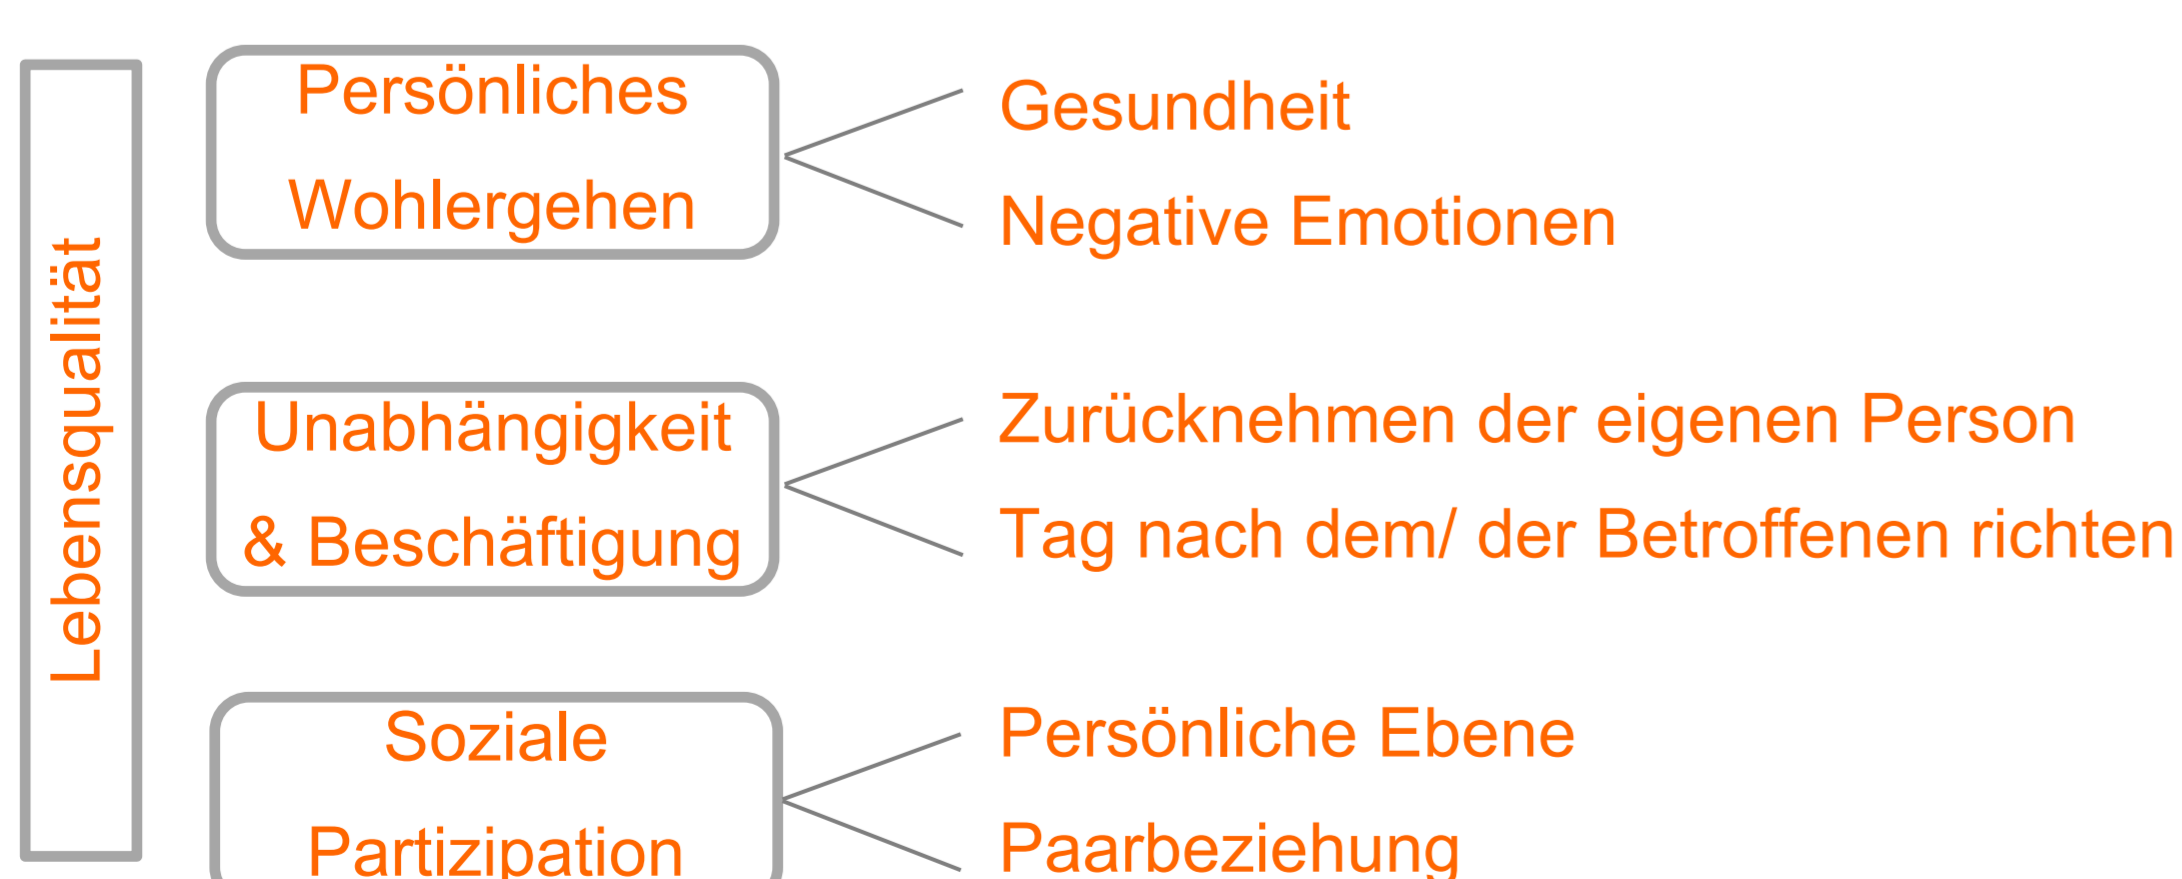 Lebensqualität
Persönliches
Wohlergehen
Gesundheit
Negative Emotionen
Unabhängigkeit
& Beschäftigung
Zurücknehmen der eigenen Person
Tag nach dem/ der Betroffenen richten
Soziale
Partizipation
Persönliche Ebene
Paarbeziehung